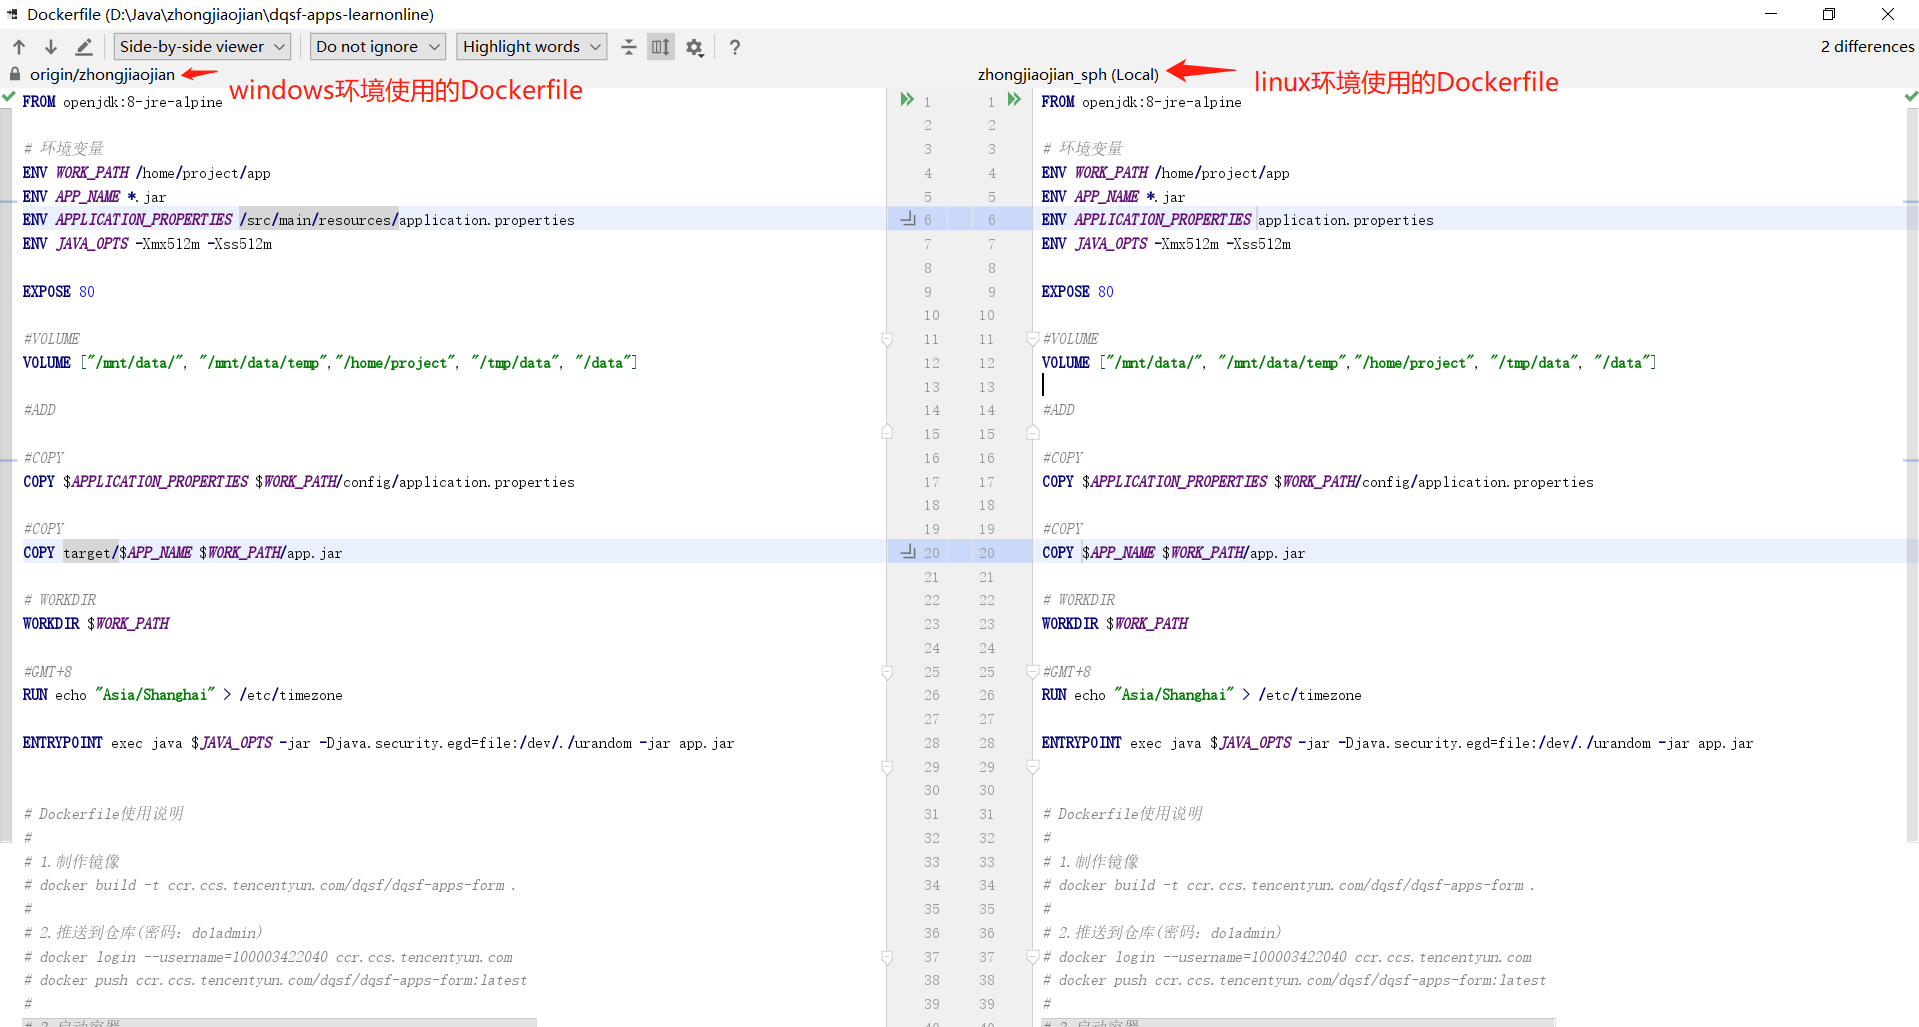 Dockerfile (D:\Java\zhongjiaojian\dqsf-apps-learnonline)
Side-by-side viewer Do not ignore Highlight words ? 2 differences
origin/zhongjiaojian windows环境使用的Dockerfile
zhongjiaojian_sph (Local) linux环境使用的Dockerfile
FROM openjdk:8-jre-alpine 1 1 FROM openjdk:8-jre-alpine
2 2
# 环境变量 3 3 # 环境变量
ENV WORK_PATH /home/project/app 4 4 ENV WORK_PATH /home/project/app
ENV APP_NAME *.jar 5 5 ENV APP_NAME *.jar
ENV APPLICATION_PROPERTIES /src/main/resources/application.properties 6 6 ENV APPLICATION_PROPERTIES application.properties
ENV JAVA_OPTS -Xmx512m -Xss512m 7 7 ENV JAVA_OPTS -Xmx512m -Xss512m
8 8
EXPOSE 80 9 9 EXPOSE 80
10 10
#VOLUME 11 11 #VOLUME
VOLUME ["/mnt/data/", "/mnt/data/temp","/home/project", "/tmp/data", "/data"] 12 12 VOLUME ["/mnt/data/", "/mnt/data/temp","/home/project", "/tmp/data", "/data"]
13 13
#ADD 14 14 #ADD
15 15
#COPY 16 16 #COPY
COPY $APPLICATION_PROPERTIES $WORK_PATH/config/application.properties 17 17 COPY $APPLICATION_PROPERTIES $WORK_PATH/config/application.properties
18 18
#COPY 19 19 #COPY
COPY target/$APP_NAME $WORK_PATH/app.jar 20 20 COPY $APP_NAME $WORK_PATH/app.jar
21 21
# WORKDIR 22 22 # WORKDIR
WORKDIR $WORK_PATH 23 23 WORKDIR $WORK_PATH
24 24
#GMT+8 25 25 #GMT+8
RUN echo "Asia/Shanghai" > /etc/timezone 26 26 RUN echo "Asia/Shanghai" > /etc/timezone
27 27
ENTRYPOINT exec java $JAVA_OPTS -jar -Djava.security.egd=file:/dev/./urandom -jar app.jar 28 28 ENTRYPOINT exec java $JAVA_OPTS -jar -Djava.security.egd=file:/dev/./urandom -jar app.jar
29 29
30 30
# Dockerfile使用说明 31 31 # Dockerfile使用说明
# 32 32 #
# 1.制作镜像 33 33 # 1.制作镜像
# docker build -t ccr.ccs.tencentyun.com/dqsf/dqsf-apps-form . 34 34 # docker build -t ccr.ccs.tencentyun.com/dqsf/dqsf-apps-form .
# 35 35 #
# 2.推送到仓库(密码: doladmin) 36 36 # 2.推送到仓库(密码: doladmin)
# docker login --username=100003422040 ccr.ccs.tencentyun.com 37 37 # docker login --username=100003422040 ccr.ccs.tencentyun.com
# docker push ccr.ccs.tencentyun.com/dqsf/dqsf-apps-form:latest 38 38 # docker push ccr.ccs.tencentyun.com/dqsf/dqsf-apps-form:latest
# 39 39 #
# 3.启动容器 40 40 # 3.启动容器